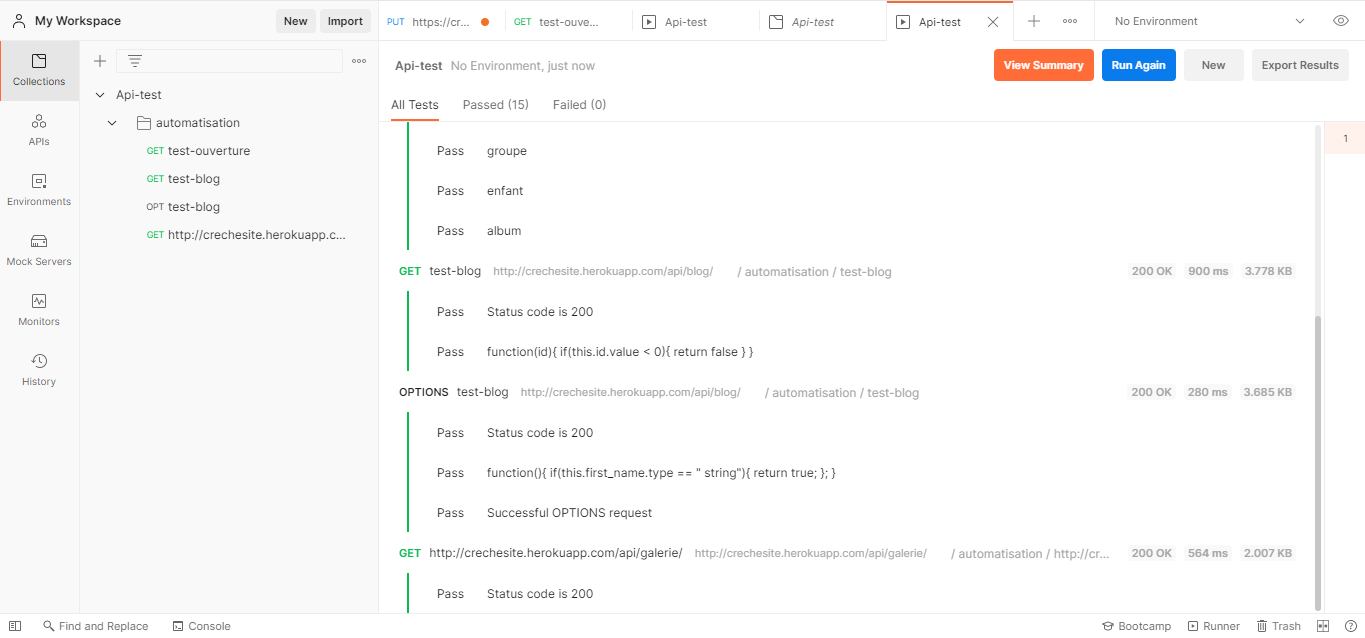 My Workspace New Import PUT https://cr... GET test-ouve... Api-test Api-test Api-test No Environment
Collections
APIs
Environments
Mock Servers
Monitors
History
Api-test
automatisation
GET test-ouverture
GET test-blog
OPT test-blog
GET http://crechesite.herokuapp.c...
Api-test No Environment, just now View Summary Run Again New Export Results
All Tests Passed (15) Failed (0)
1
Pass groupe
Pass enfant
Pass album
GET test-blog http://crechesite.herokuapp.com/api/blog/ / automatisation / test-blog 200 OK 900 ms 3.778 KB
Pass Status code is 200
Pass function(id){ if(this.id.value < 0){ return false } }
OPTIONS test-blog http://crechesite.herokuapp.com/api/blog/ / automatisation / test-blog 200 OK 280 ms 3.685 KB
Pass Status code is 200
Pass function(){ if(this.first_name.type == " string"){ return true; }; }
Pass Successful OPTIONS request
GET http://crechesite.herokuapp.com/api/galerie/ http://crechesite.herokuapp.com/api/galerie/ / automatisation / http://cr... 200 OK 564 ms 2.007 KB
Pass Status code is 200
Find and Replace Console Bootcamp Runner Trash